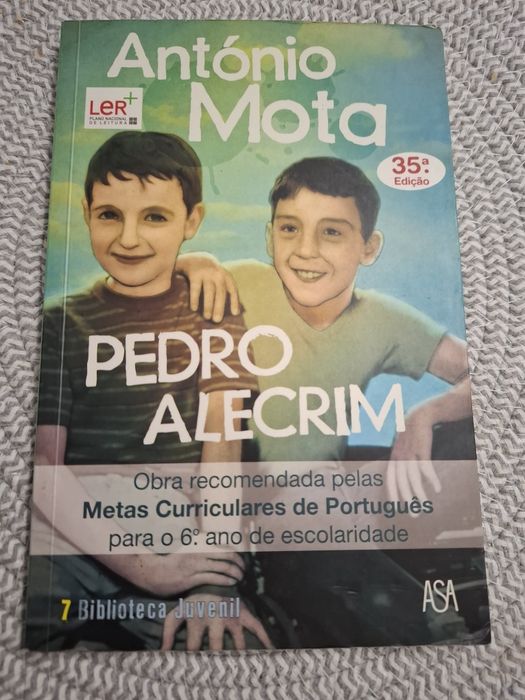 António
Mota
LeR+
PLANO NACIONAL
DE LEITURA
35.ª
Edição
PEDRO
ALECRIM
Obra recomendada pelas
Metas Curriculares de Português
para o 6.º ano de escolaridade
7 Biblioteca Juvenil
ASA